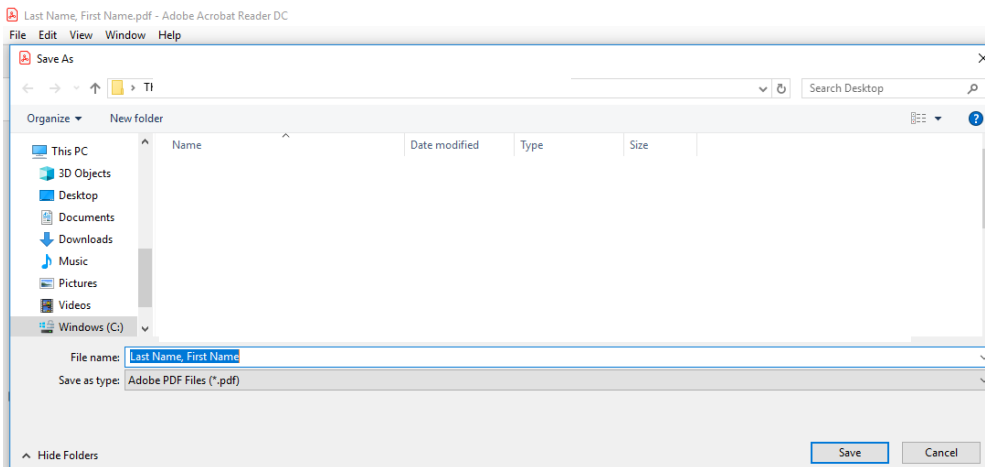 Last Name, First Name.pdf - Adobe Acrobat Reader DC
File Edit View Window Help
Save As
Search Desktop
Organize New folder
Name Date modified Type Size
This PC
3D Objects
Desktop
Documents
Downloads
Music
Pictures
Videos
Windows (C:)
File name: Last Name, First Name
Save as type: Adobe PDF Files (*.pdf)
Hide Folders Save Cancel